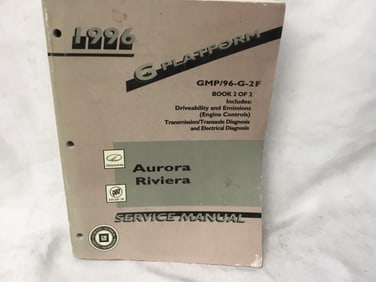 1996
G PLATFORM
GMP/96-G-2F
BOOK 2 OF 2
Includes:
Driveability and Emissions
(Engine Controls)
Transmission/Transaxle Diagnosis
and Electrical Diagnosis
Aurora
Riviera
SERVICE MANUAL
GM